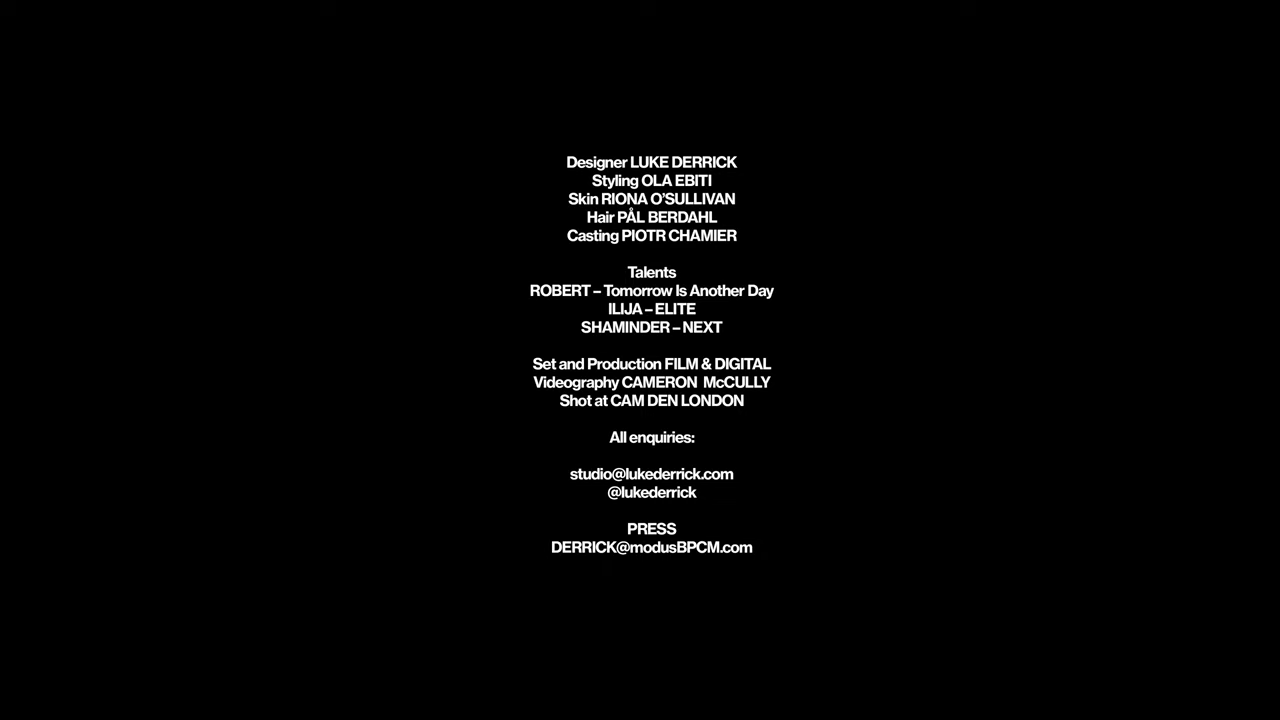 Designer LUKE DERRICK
Styling OLA EBITI
Skin RIONA O’SULLIVAN
Hair PÅL BERDAHL
Casting PIOTR CHAMIER
Talents
ROBERT – Tomorrow Is Another Day
ILIJA – ELITE
SHAMINDER – NEXT
Set and Production FILM & DIGITAL
Videography CAMERON  McCULLY
Shot at CAM DEN LONDON
All enquiries:
studio@lukederrick.com
@lukederrick
PRESS
DERRICK@modusBPCM.com